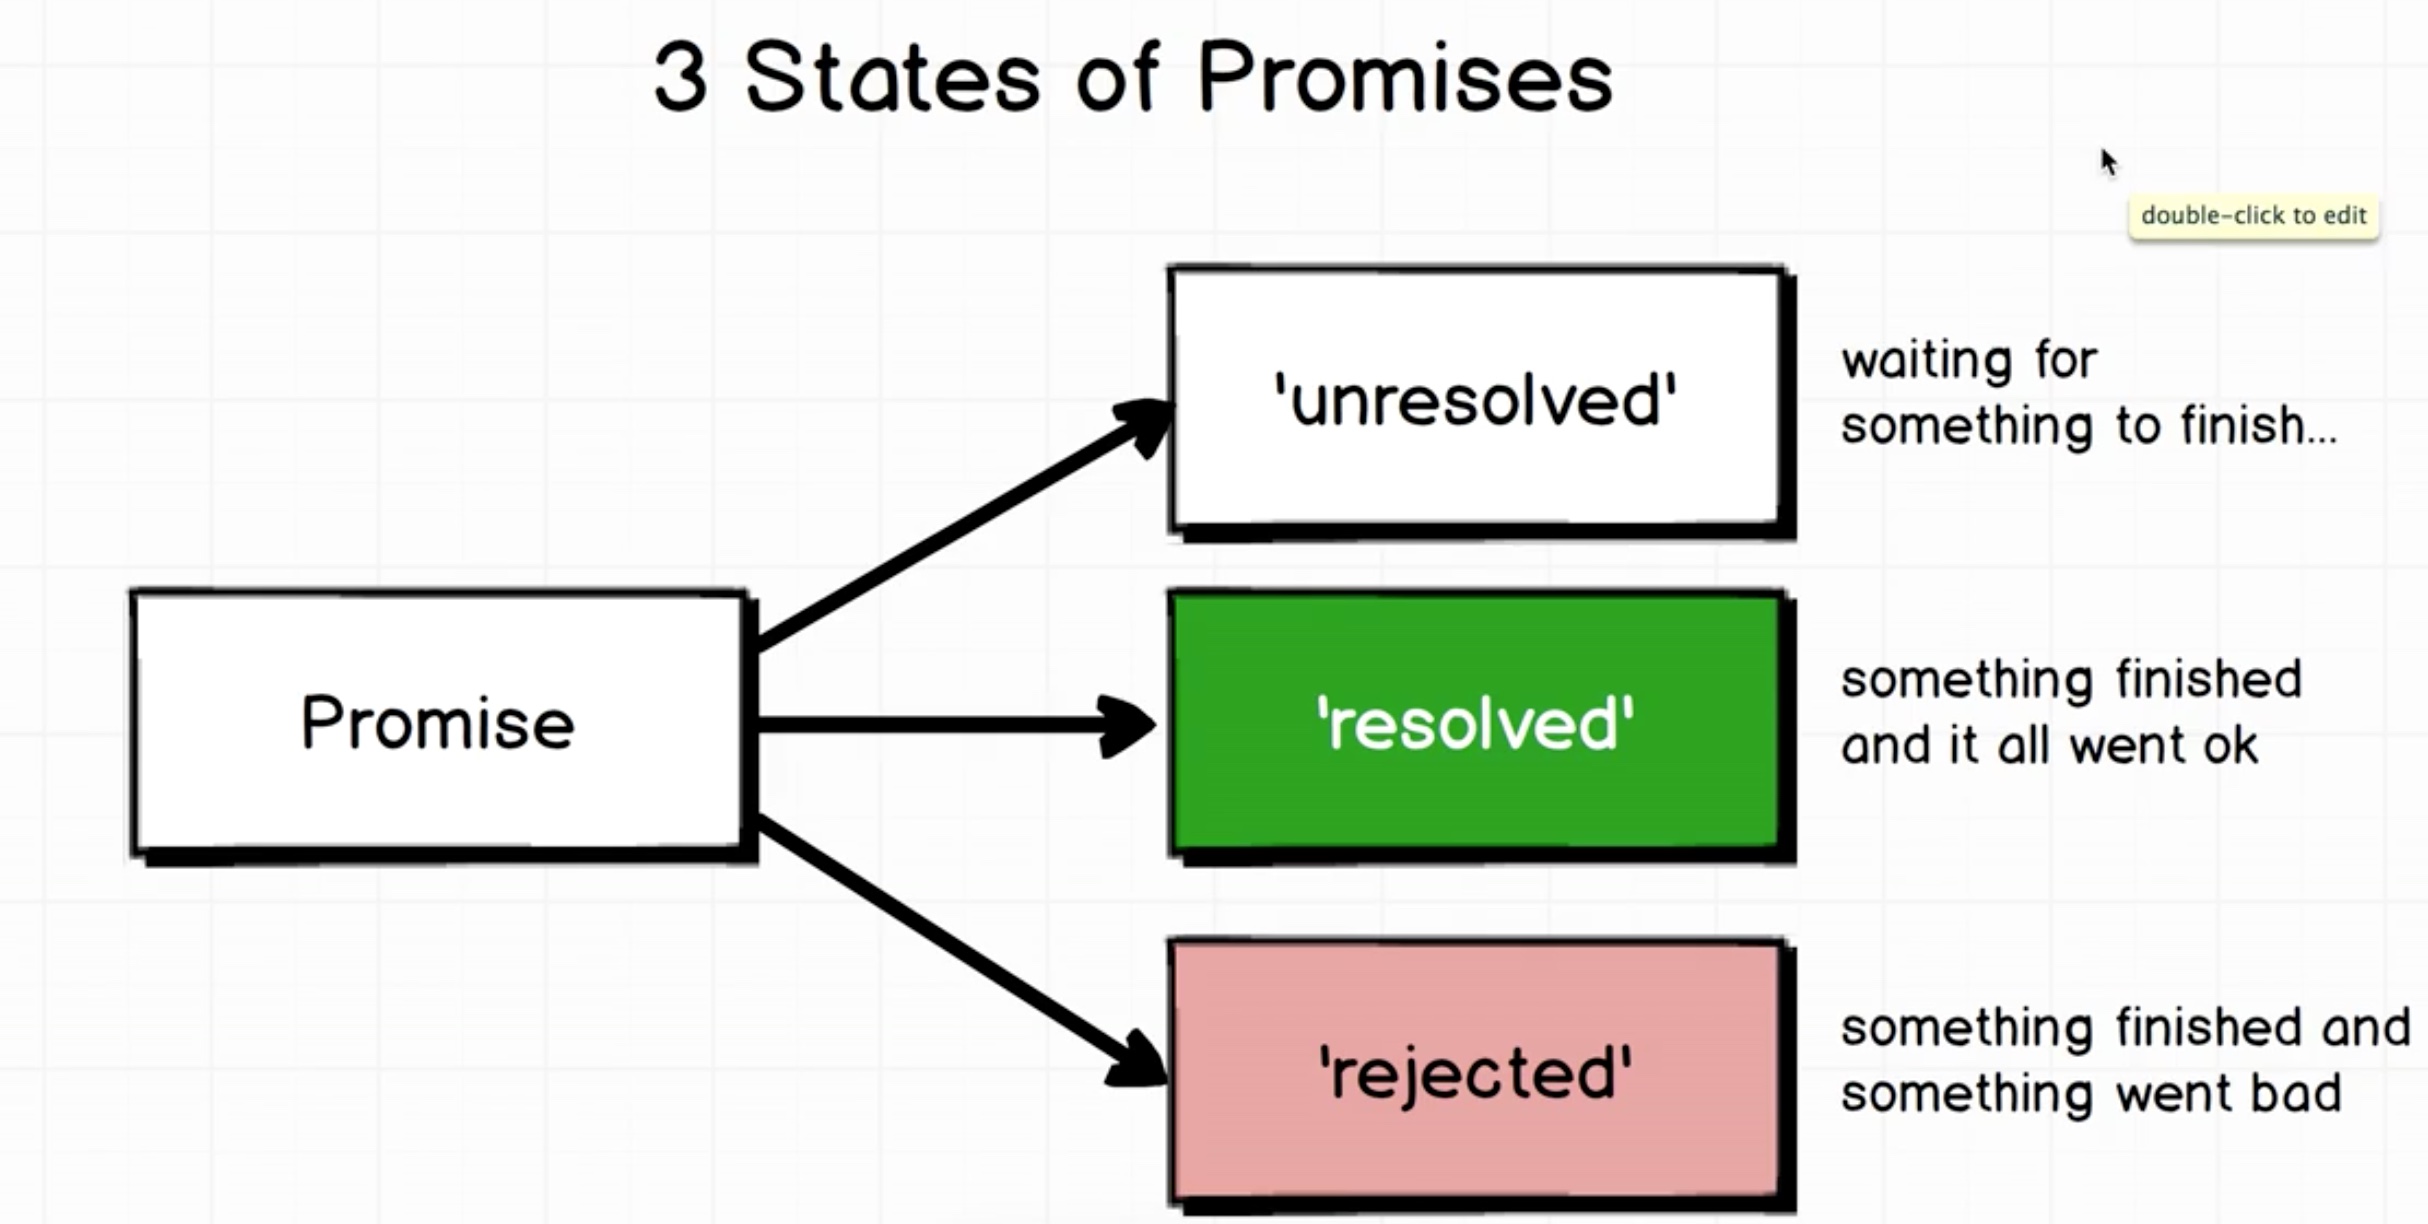 3 States of Promises
double-click to edit
'unresolved'
waiting for
something to finish...
Promise
'resolved'
something finished
and it all went ok
'rejected'
something finished and
something went bad